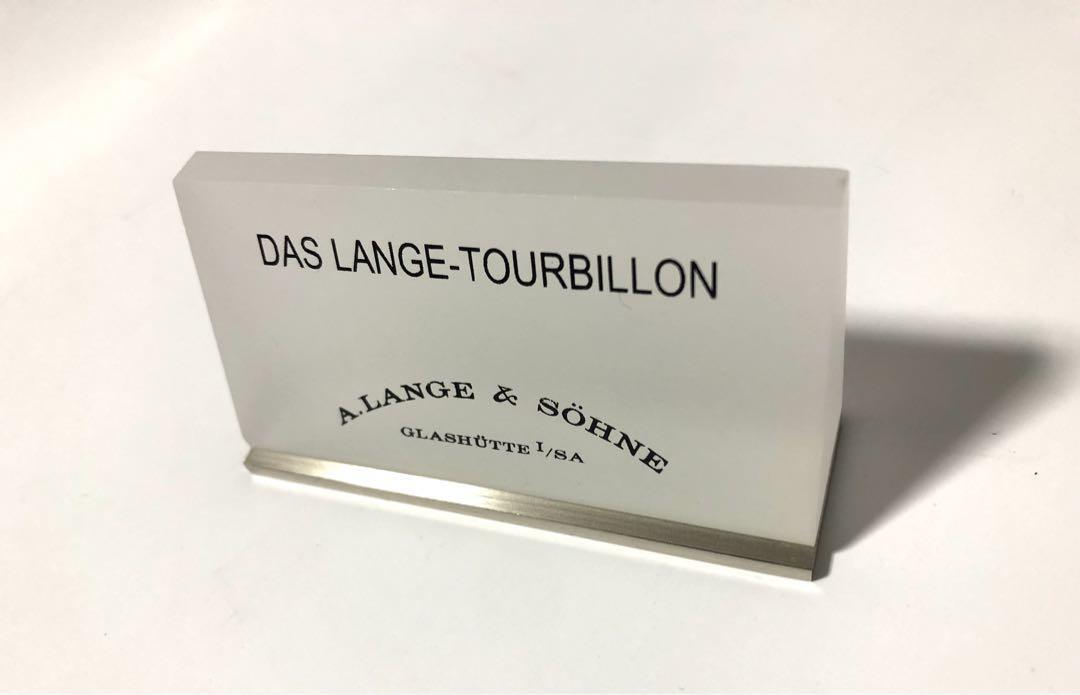 DAS LANGE-TOURBILLON
A. LANGE & SÖHNE
GLASHÜTTE I/SA